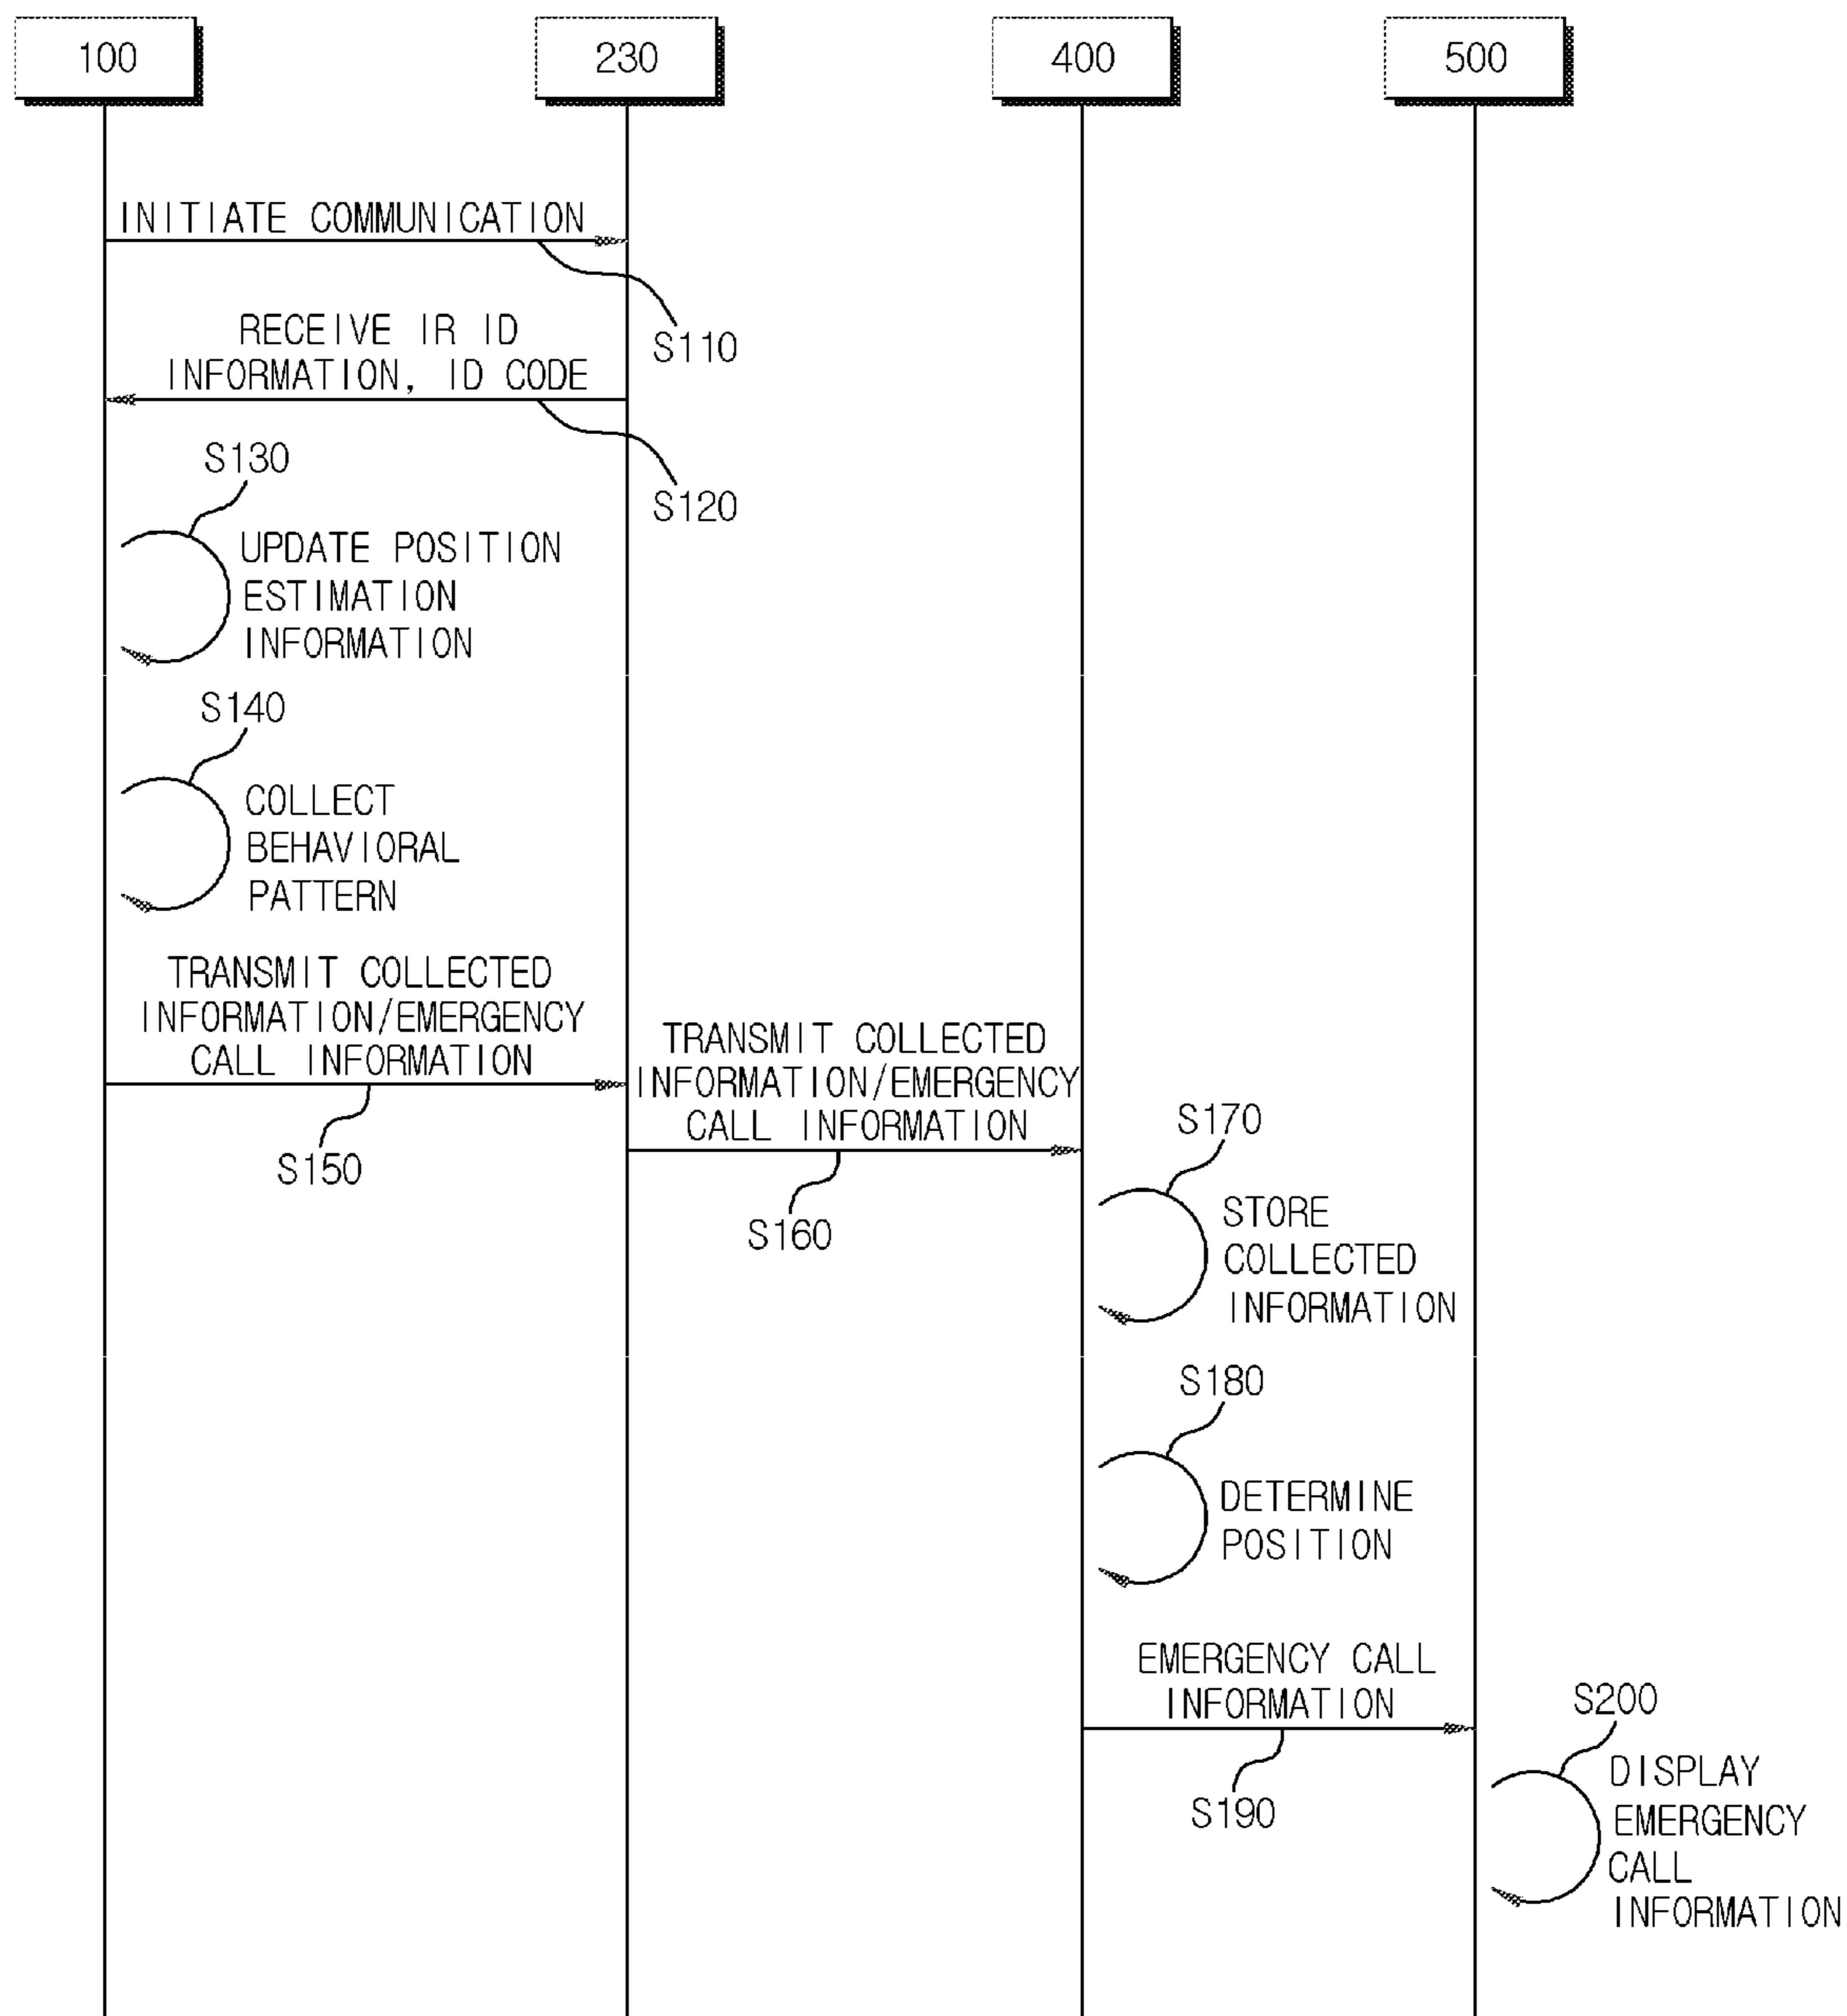 100
230
400
500
INITIATE COMMUNICATION
S110
RECEIVE IR ID
INFORMATION, ID CODE
S120
S130
UPDATE POSITION
ESTIMATION
INFORMATION
S140
COLLECT
BEHAVIORAL
PATTERN
TRANSMIT COLLECTED
INFORMATION/EMERGENCY
CALL INFORMATION
S150
TRANSMIT COLLECTED
INFORMATION/EMERGENCY
CALL INFORMATION
S160
S170
STORE
COLLECTED
INFORMATION
S180
DETERMINE
POSITION
EMERGENCY CALL
INFORMATION
S190
S200
DISPLAY
EMERGENCY
CALL
INFORMATION